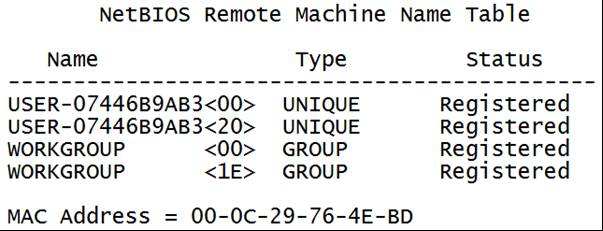 NetBIOS Remote Machine Name Table
Name Type Status
---------------------------------------------
USER-07446B9AB3<00> UNIQUE Registered
USER-07446B9AB3<20> UNIQUE Registered
WORKGROUP <00> GROUP Registered
WORKGROUP <1E> GROUP Registered
MAC Address = 00-0C-29-76-4E-BD